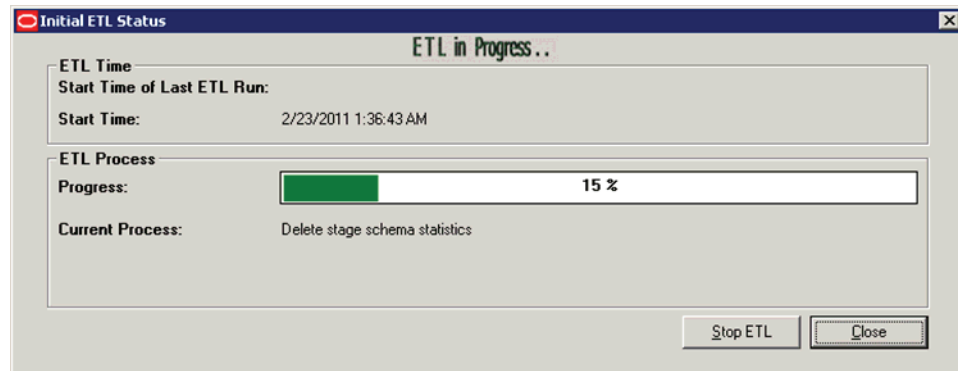 Initial ETL Status
ETL in Progress..
ETL Time
Start Time of Last ETL Run:
Start Time: 2/23/2011 1:36:43 AM
ETL Process
Progress: 15 %
Current Process: Delete stage schema statistics
Stop ETL Close